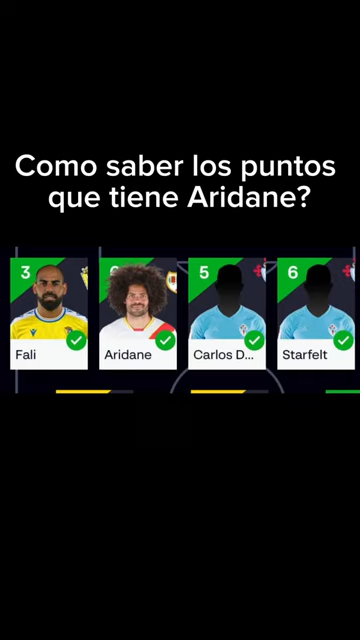 Como saber los puntos
que tiene Aridane?
3
5
6
Fali
Aridane
Carlos D...
Starfelt